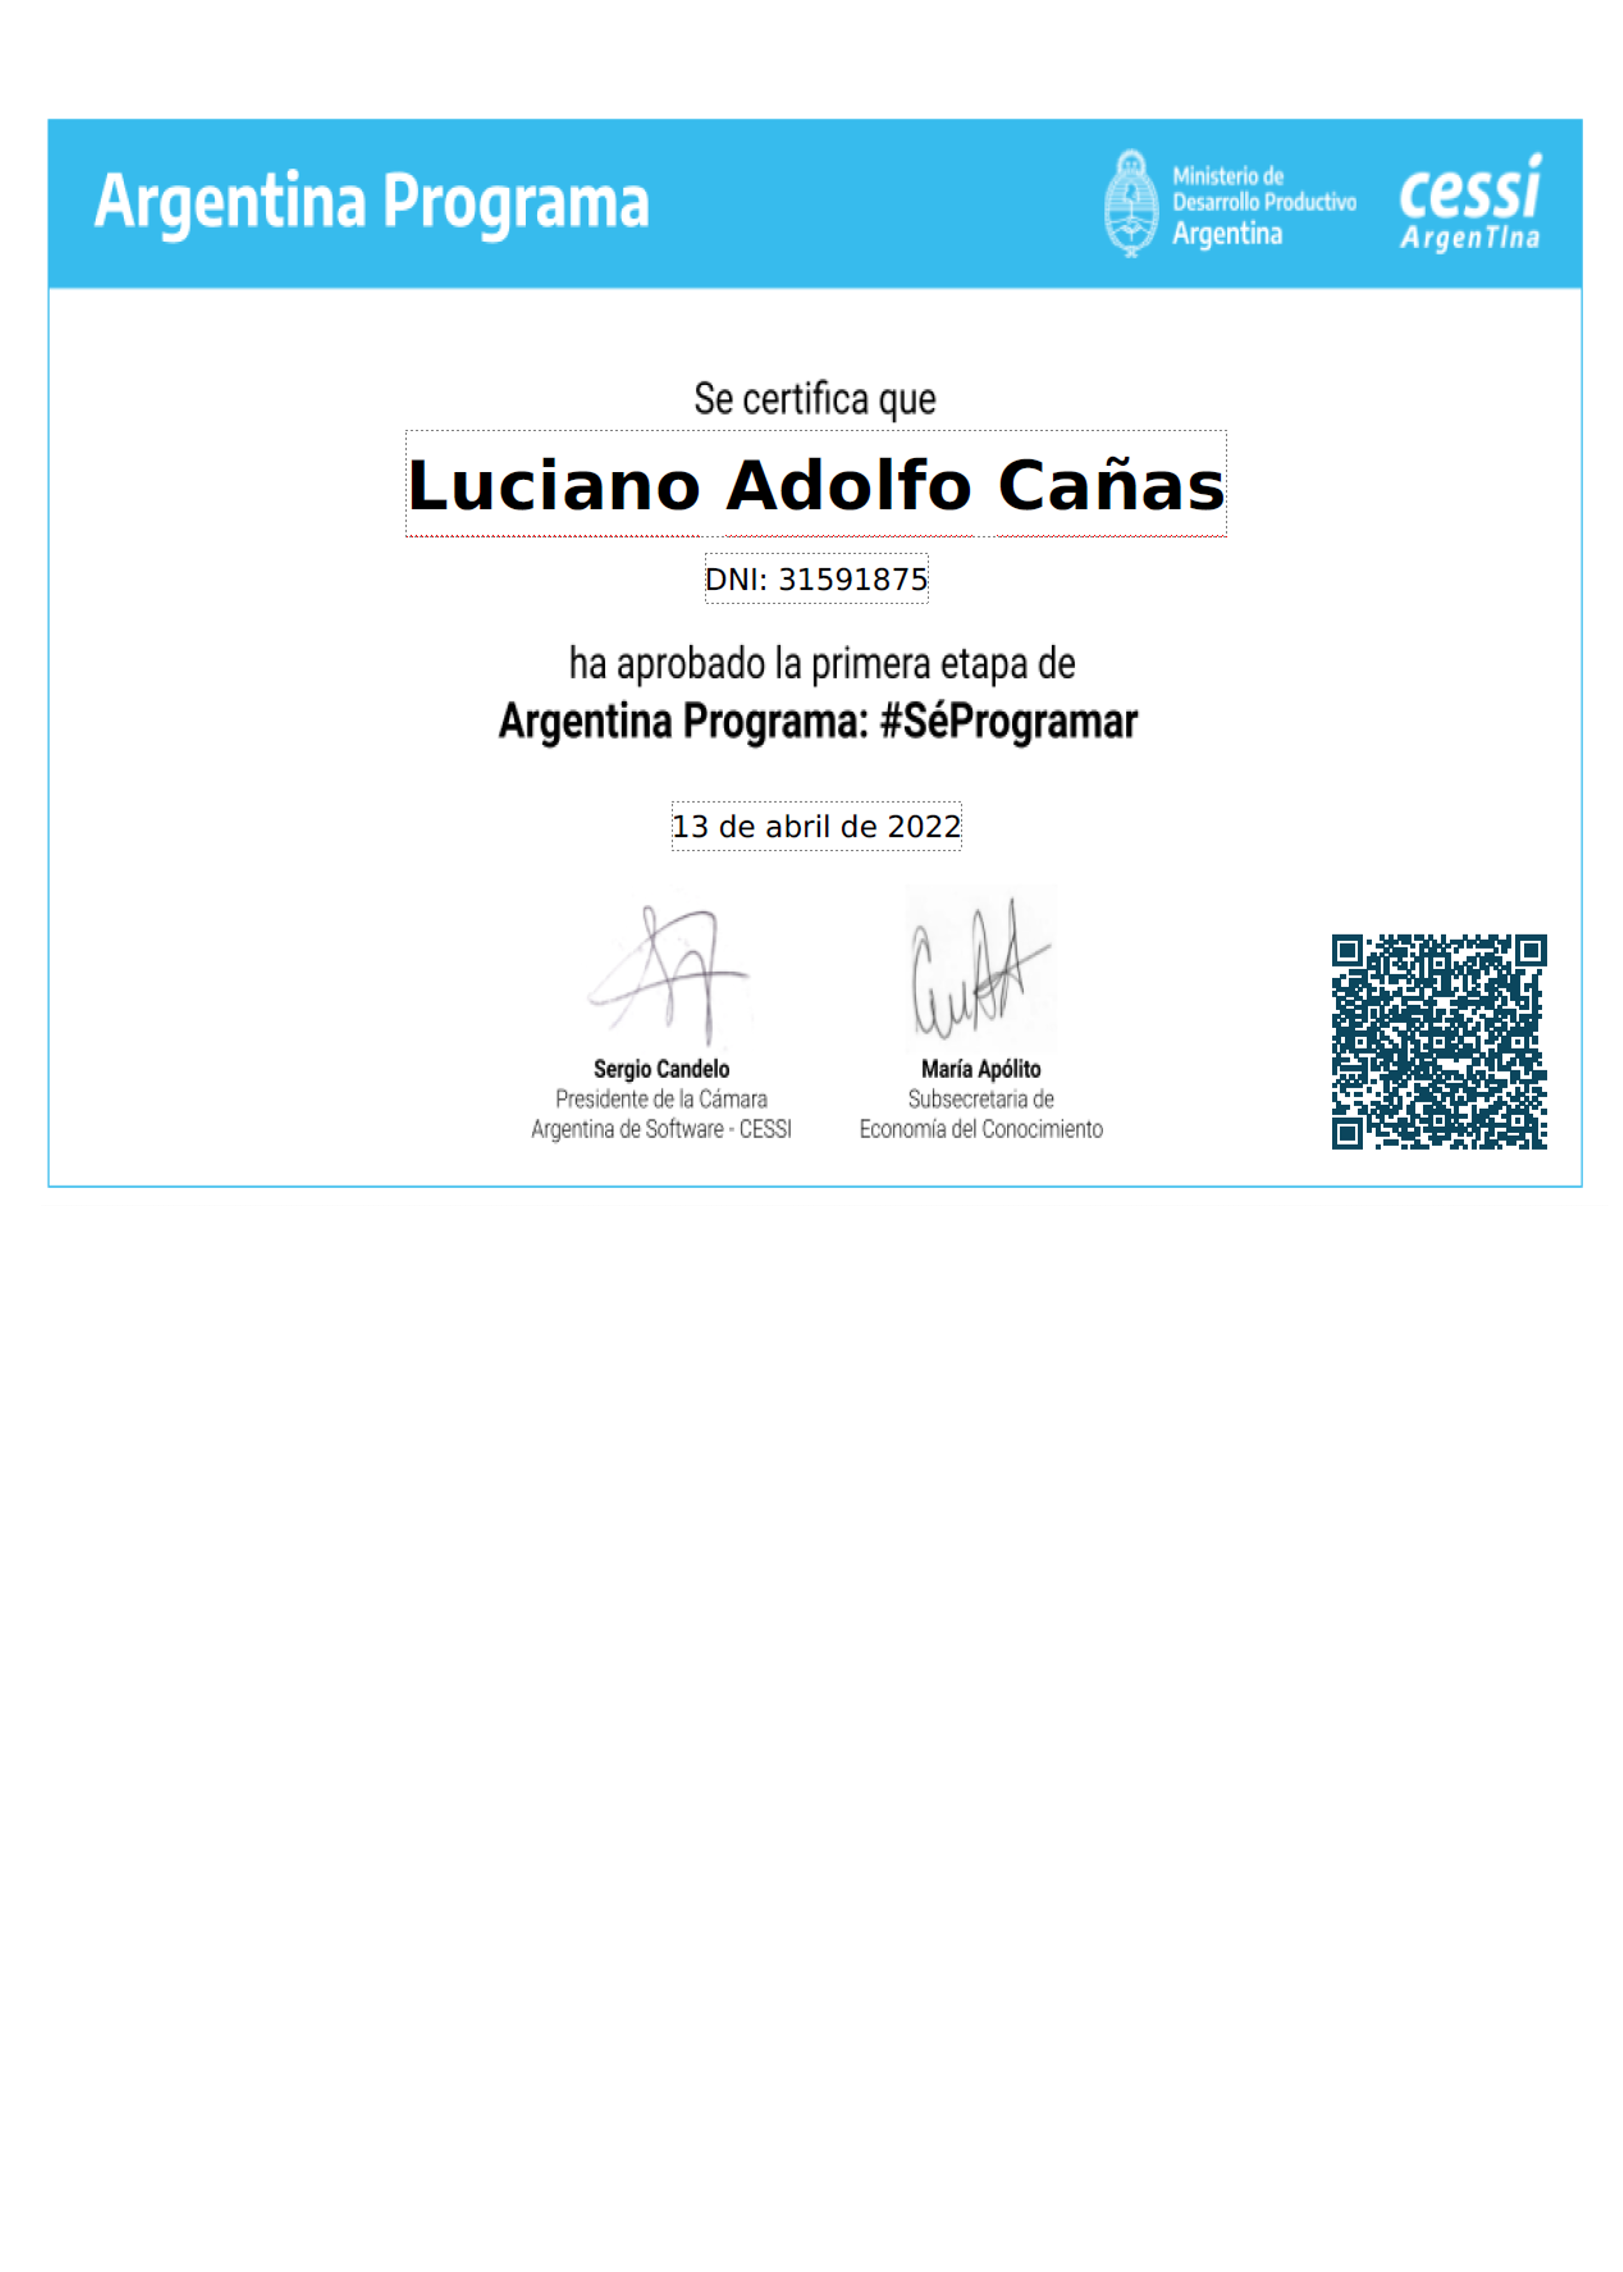 Argentina Programa
Ministerio de
Desarrollo Productivo
Argentina
cessi
ArgenTIna
Se certifica que
Luciano Adolfo Cañas
DNI: 31591875
ha aprobado la primera etapa de
Argentina Programa: #SéProgramar
13 de abril de 2022
Sergio Candelo
Presidente de la Cámara
Argentina de Software - CESSI
María Apólito
Subsecretaria de
Economía del Conocimiento